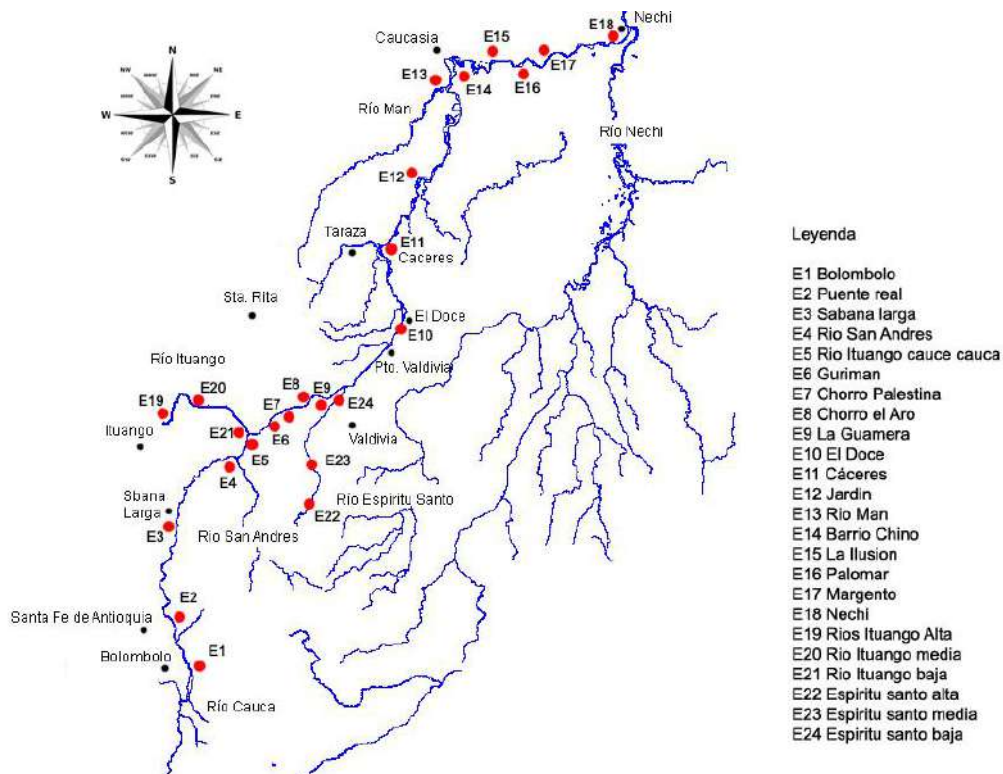 Nechi
E18
E15
Caucasia
E17
E13
E14
E16
Río Man
Río Nechi
E12
Taraza
E11
Caceres
Sta. Rita
El Doce
E10
Pto. Valdivia
Río Ituango
E8
E20
E9
E24
E19
E7
E6
Ituango
E21
Valdivia
E5
E4
E23
Río Espiritu Santo
Sbana
Larga
E22
E3
Rio San Andres
E2
Santa Fe de Antioquia
E1
Bolombolo
Río Cauca
N
NE
E
SE
S
SW
W
NW
Leyenda
E1 Bolombolo
E2 Puente real
E3 Sabana larga
E4 Rio San Andres
E5 Rio Ituango cauce cauca
E6 Guriman
E7 Chorro Palestina
E8 Chorro el Aro
E9 La Guamera
E10 El Doce
E11 Cáceres
E12 Jardin
E13 Rio Man
E14 Barrio Chino
E15 La Ilusion
E16 Palomar
E17 Margento
E18 Nechi
E19 Rios Ituango Alta
E20 Rio Ituango media
E21 Rio Ituango baja
E22 Espiritu santo alta
E23 Espiritu santo media
E24 Espiritu santo baja